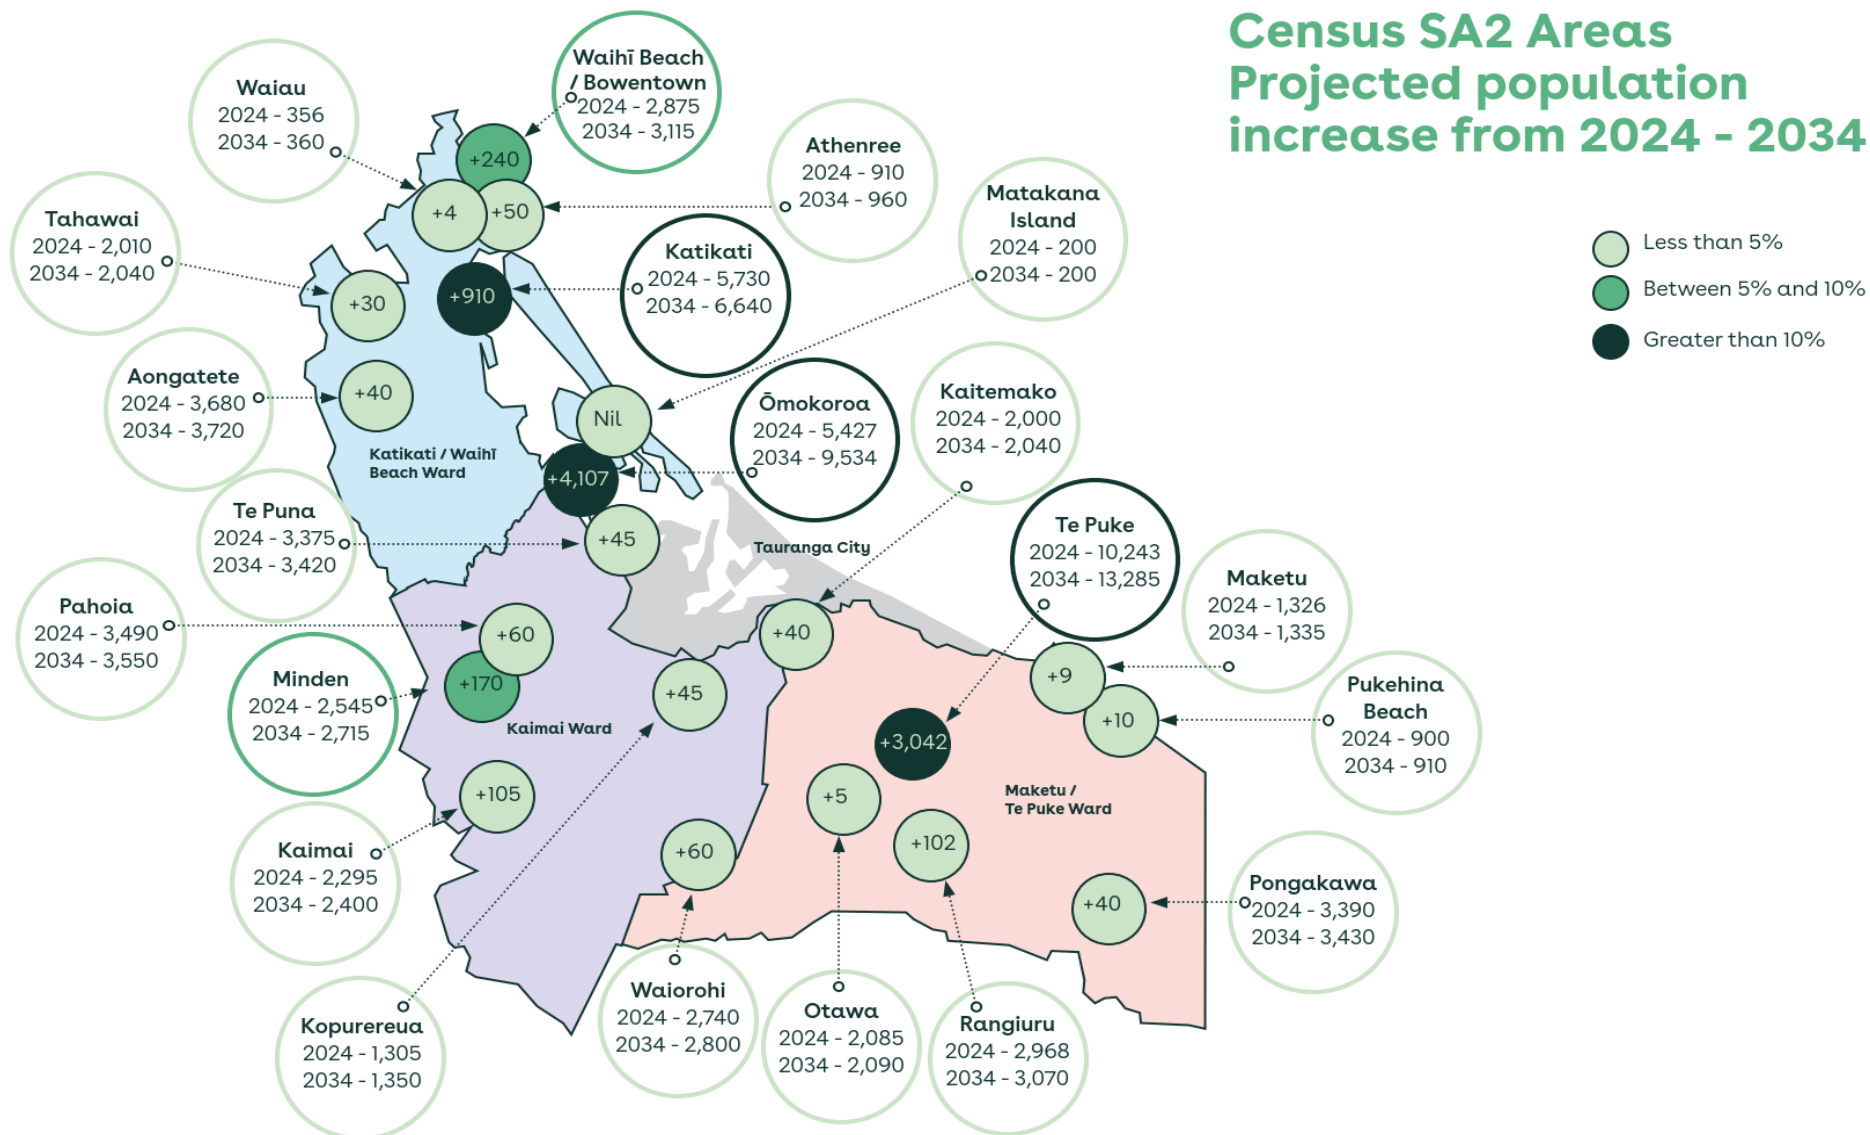 Census SA2 Areas
Projected population
increase from 2024 - 2034
Less than 5%
Between 5% and 10%
Greater than 10%
Waihī Beach
/ Bowentown
2024 - 2,875
2034 - 3,115
+240
Waiau
2024 - 356
2034 - 360
+4
Athenree
2024 - 910
2034 - 960
+50
Matakana
Island
2024 - 200
2034 - 200
Nil
Tahawai
2024 - 2,010
2034 - 2,040
+30
Katikati
2024 - 5,730
2034 - 6,640
+910
Aongatete
2024 - 3,680
2034 - 3,720
+40
Katikati / Waihī
Beach Ward
Ōmokoroa
2024 - 5,427
2034 - 9,534
+4,107
Kaitemako
2024 - 2,000
2034 - 2,040
+40
Te Puna
2024 - 3,375
2034 - 3,420
+45
Tauranga City
Te Puke
2024 - 10,243
2034 - 13,285
+3,042
Maketu
2024 - 1,326
2034 - 1,335
+9
Pahoia
2024 - 3,490
2034 - 3,550
+60
Minden
2024 - 2,545
2034 - 2,715
+170
Kaimai Ward
+45
Pukehina
Beach
2024 - 900
2034 - 910
+10
Maketu /
Te Puke Ward
Kaimai
2024 - 2,295
2034 - 2,400
+105
Kopurereua
2024 - 1,305
2034 - 1,350
Waiorohi
2024 - 2,740
2034 - 2,800
+60
Otawa
2024 - 2,085
2034 - 2,090
+5
Rangiuru
2024 - 2,968
2034 - 3,070
+102
Pongakawa
2024 - 3,390
2034 - 3,430
+40